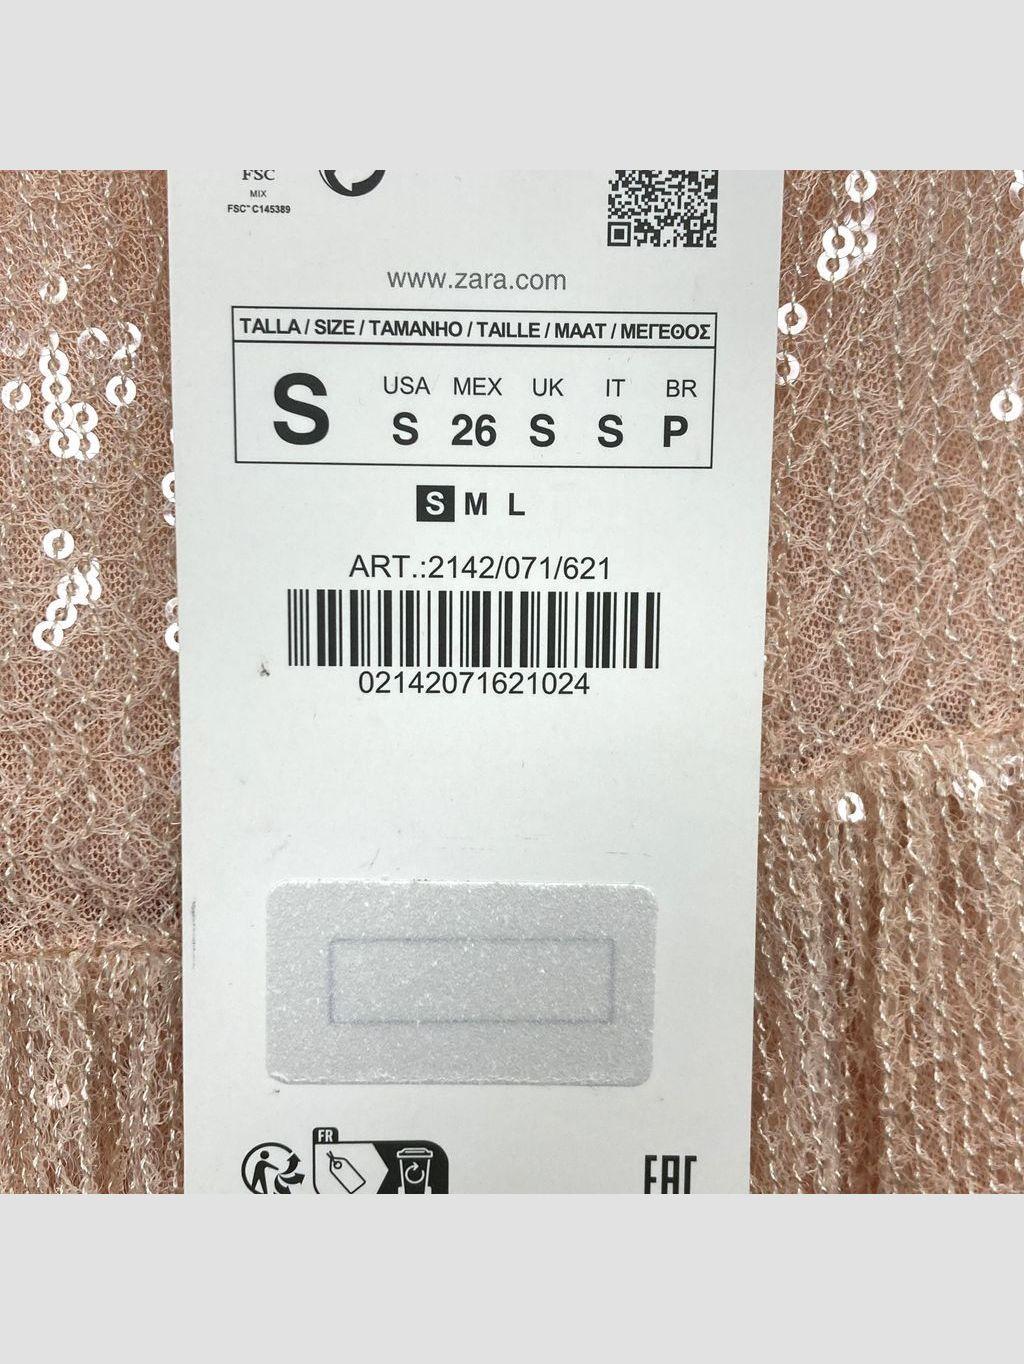 FSC
MIX
FSC™ C145389
www.zara.com
TALLA / SIZE / TAMANHO / TAILLE / MAAT / ΜΕΓΕΘΟΣ
USA MEX UK IT BR
S S 26 S S P
S M L
ART.:2142/071/621
02142071621024
FR
EAC